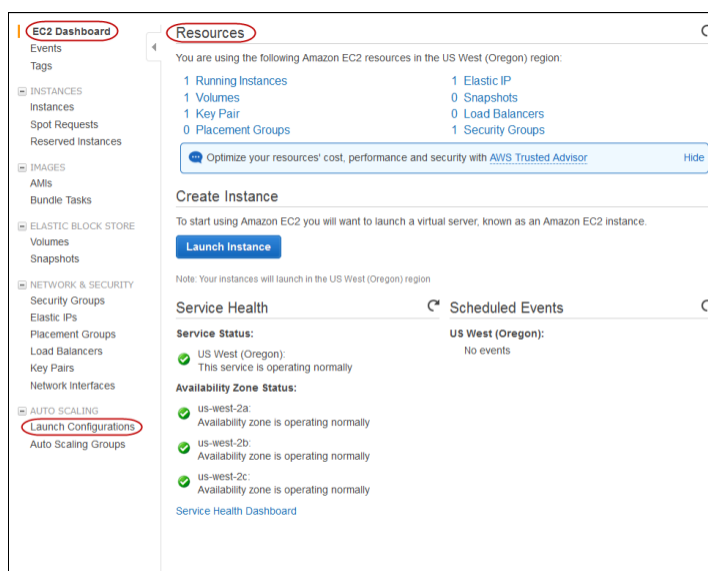 EC2 Dashboard
Events
Tags
INSTANCES
Instances
Spot Requests
Reserved Instances
IMAGES
AMIs
Bundle Tasks
ELASTIC BLOCK STORE
Volumes
Snapshots
NETWORK & SECURITY
Security Groups
Elastic IPs
Placement Groups
Load Balancers
Key Pairs
Network Interfaces
AUTO SCALING
Launch Configurations
Auto Scaling Groups
Resources
You are using the following Amazon EC2 resources in the US West (Oregon) region:
1 Running Instances
1 Volumes
1 Key Pair
0 Placement Groups
1 Elastic IP
0 Snapshots
0 Load Balancers
1 Security Groups
Optimize your resources' cost, performance and security with AWS Trusted Advisor Hide
Create Instance
To start using Amazon EC2 you will want to launch a virtual server, known as an Amazon EC2 instance.
Launch Instance
Note: Your instances will launch in the US West (Oregon) region
Service Health
Service Status:
US West (Oregon):
This service is operating normally
Availability Zone Status:
us-west-2a:
Availability zone is operating normally
us-west-2b:
Availability zone is operating normally
us-west-2c:
Availability zone is operating normally
Service Health Dashboard
Scheduled Events
US West (Oregon):
No events